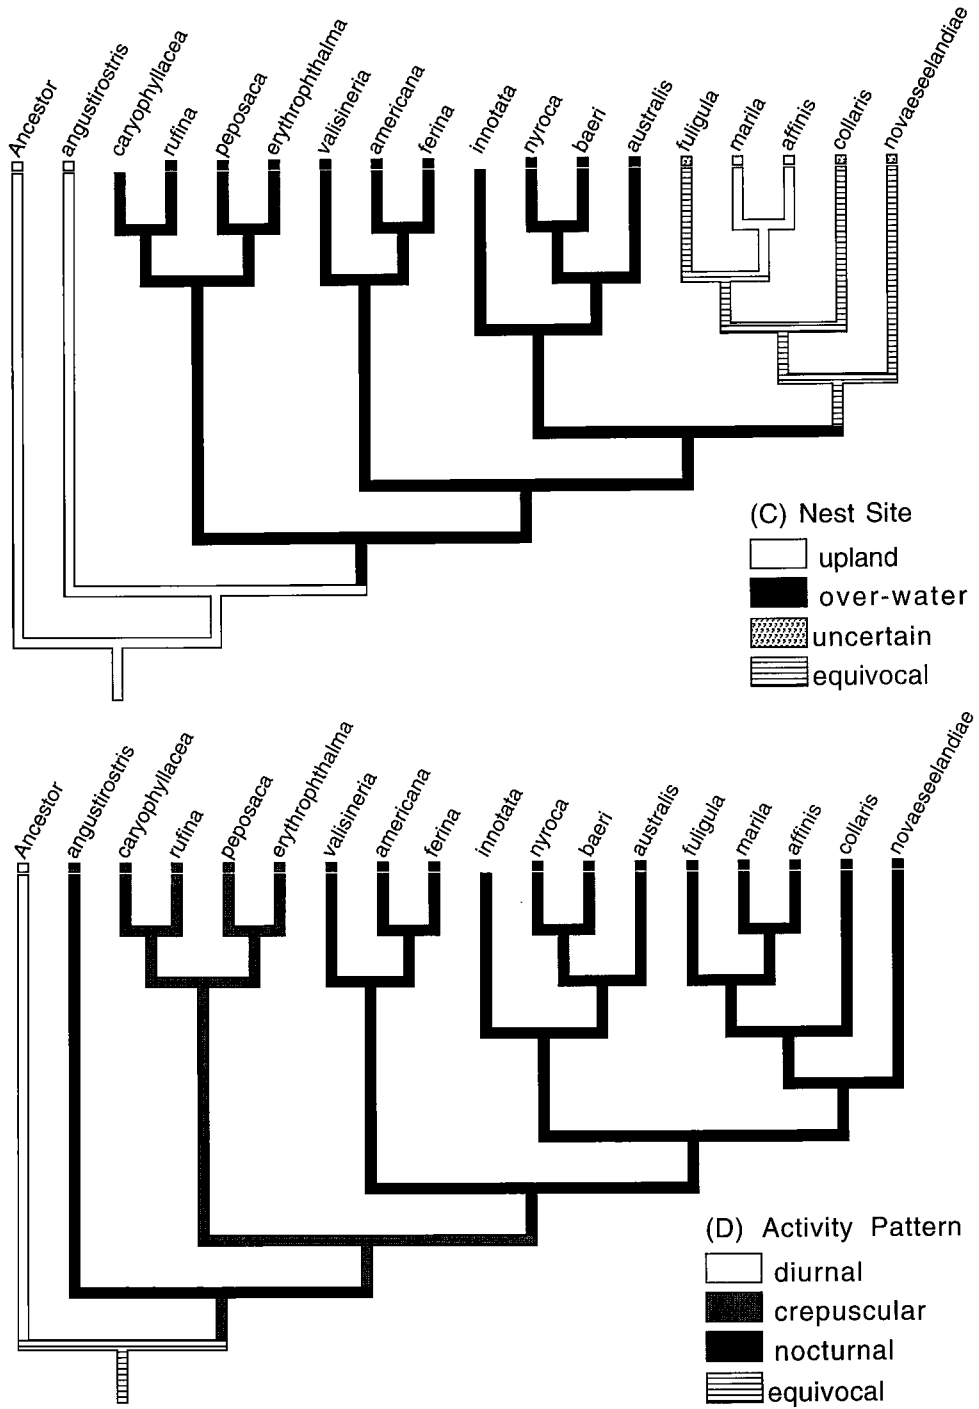 Ancestor
angustirostris
caryophyllacea
rufina
peposaca
erythrophthalma
valisineria
americana
ferina
innotata
nyroca
baeri
australis
fuligula
marila
affinis
collaris
novaeseelandiae
(C) Nest Site
upland
over-water
uncertain
equivocal
Ancestor
angustirostris
caryophyllacea
rufina
peposaca
erythrophthalma
valisineria
americana
ferina
innotata
nyroca
baeri
australis
fuligula
marila
affinis
collaris
novaeseelandiae
(D) Activity Pattern
diurnal
crepuscular
nocturnal
equivocal